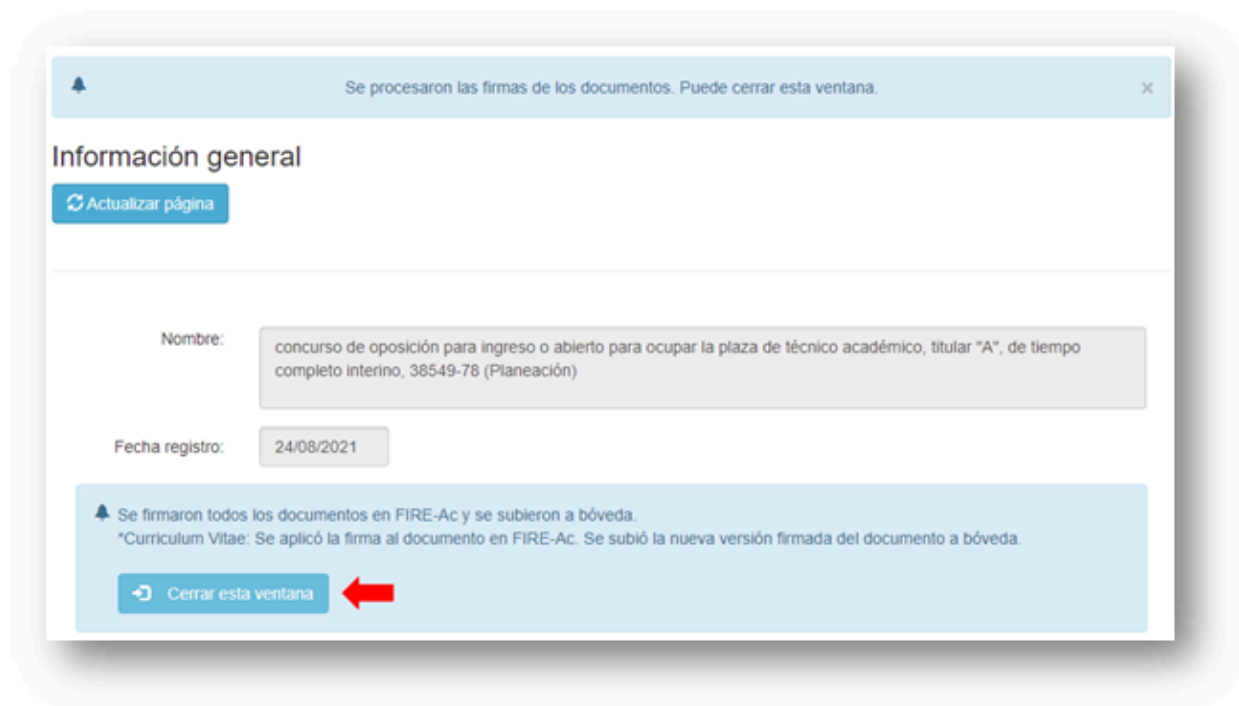 Se procesaron las firmas de los documentos. Puede cerrar esta ventana.
×
Información general
Actualizar página
Nombre:
concurso de oposición para ingreso o abierto para ocupar la plaza de técnico académico, titular "A", de tiempo
completo interino, 38549-78 (Planeación)
Fecha registro:
24/08/2021
Se firmaron todos los documentos en FIRE-Ac y se subieron a bóveda.
*Curriculum Vitae: Se aplicó la firma al documento en FIRE-Ac. Se subió la nueva versión firmada del documento a bóveda.
Cerrar esta ventana